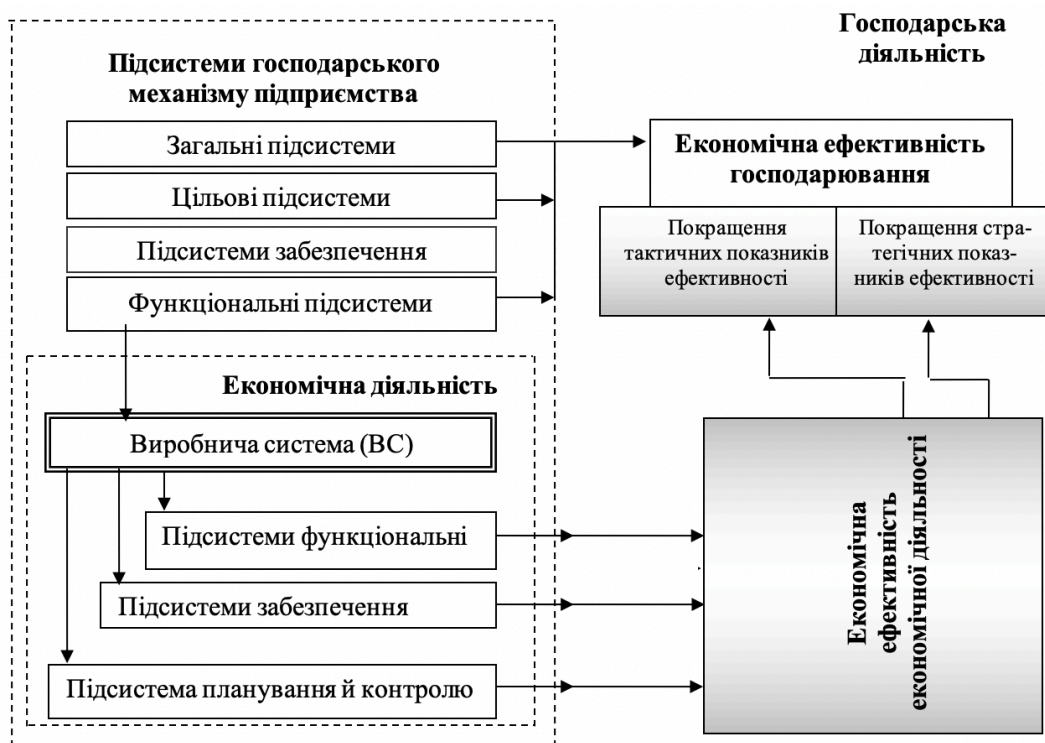 Господарська
діяльність
Підсистеми господарського
механізму підприємства
Загальні підсистеми
Цільові підсистеми
Підсистеми забезпечення
Функціональні підсистеми
Економічна ефективність
господарювання
Покращення
тактичних показників
ефективності
Покращення стра-
тегічних показ-
ників ефективності
Економічна діяльність
Виробнича система (ВС)
Підсистеми функціональні
Підсистеми забезпечення
Підсистема планування й контролю
Економічна
ефективність
економічної діяльності